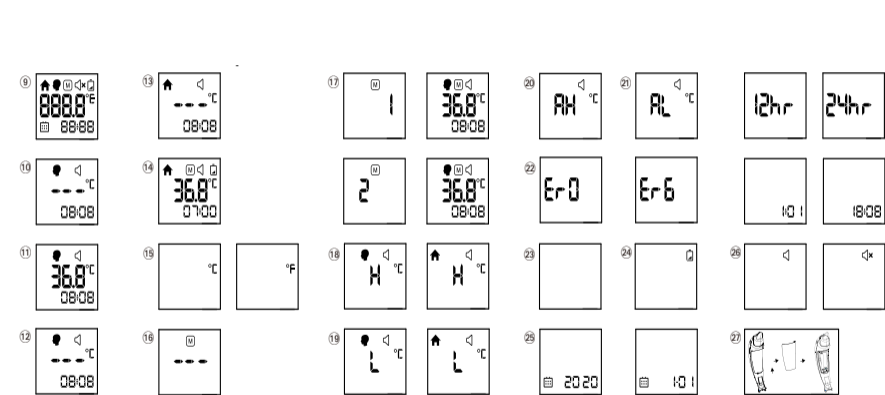 ⑨ M 888.8 °F 88:88
⑬ --- °C 08:08
⑰ M 1
M 36.8 °C 08:08
⑳ AH °C
㉑ AL °C
12hr
24hr
⑩ --- °C 08:08
⑭ M 36.8 °C 07:00
M 2
M 36.8 °C 08:08
㉒ Er0
Er6
1:01
18:08
⑪ 36.8 °C 08:08
⑮ °C
°F
⑱ H °C
H °C
㉓
㉔
㉖
⑫ --- °C 08:08
⑯ M ---
⑲ L °C
L °C
㉕ 2020
1:01
㉗